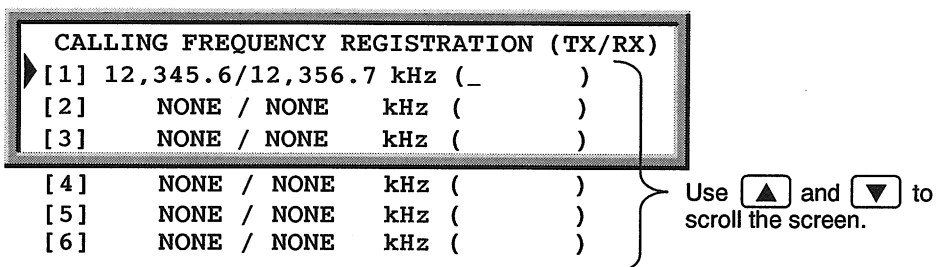 CALLING FREQUENCY REGISTRATION (TX/RX)
[1] 12,345.6/12,356.7 kHz (_ )
[2] NONE / NONE kHz ( )
[3] NONE / NONE kHz ( )
[4] NONE / NONE kHz ( )
[5] NONE / NONE kHz ( )
[6] NONE / NONE kHz ( )
Use ▲ and ▼ to
scroll the screen.